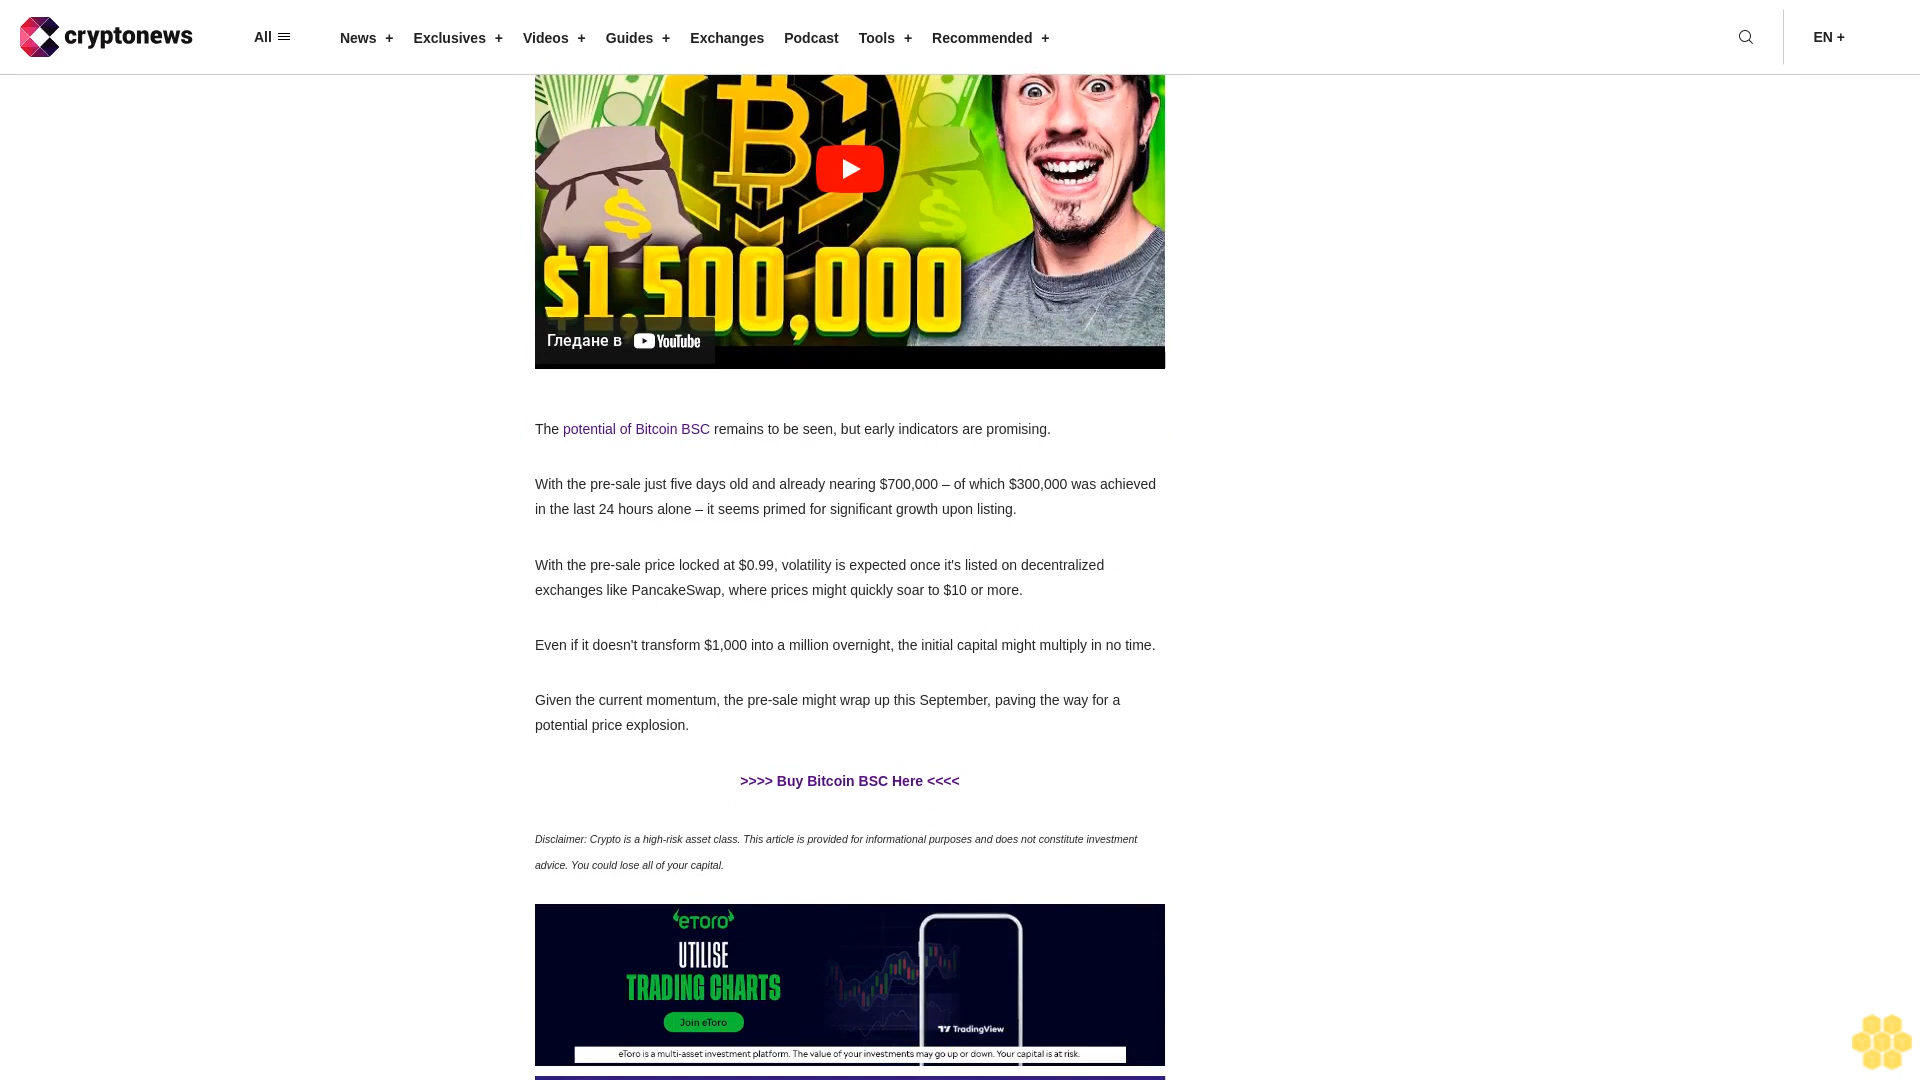 cryptonews
All
News +
Exclusives +
Videos +
Guides +
Exchanges
Podcast
Tools +
Recommended +
EN +
$1,500,000
Гледане в YouTube
The potential of Bitcoin BSC remains to be seen, but early indicators are promising.
With the pre-sale just five days old and already nearing $700,000 – of which $300,000 was achieved
in the last 24 hours alone – it seems primed for significant growth upon listing.
With the pre-sale price locked at $0.99, volatility is expected once it's listed on decentralized
exchanges like PancakeSwap, where prices might quickly soar to $10 or more.
Even if it doesn't transform $1,000 into a million overnight, the initial capital might multiply in no time.
Given the current momentum, the pre-sale might wrap up this September, paving the way for a
potential price explosion.
>>>> Buy Bitcoin BSC Here <<<<
Disclaimer: Crypto is a high-risk asset class. This article is provided for informational purposes and does not constitute investment
advice. You could lose all of your capital.
eToro
UTILISE
TRADING CHARTS
Join eToro
TradingView
eToro is a multi-asset investment platform. The value of your investments may go up or down. Your capital is at risk.